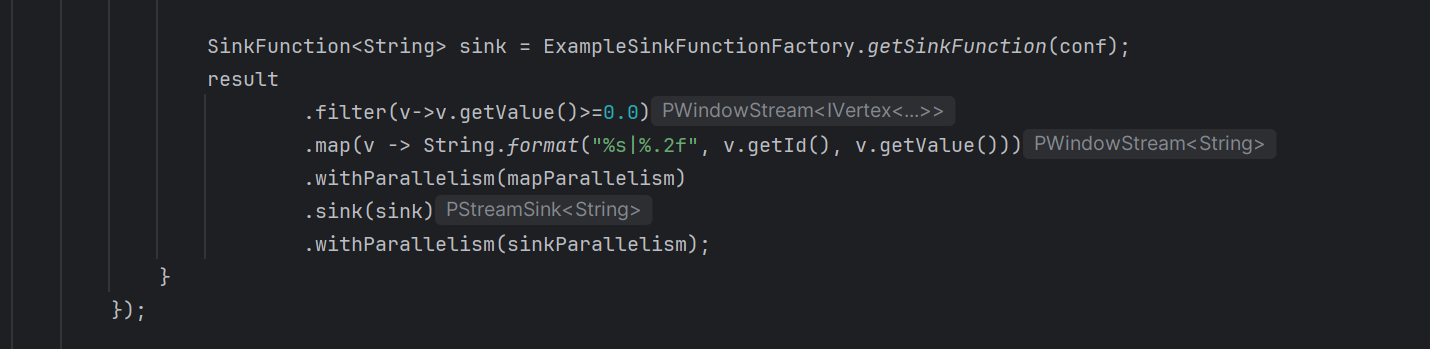 SinkFunction<String> sink = ExampleSinkFunctionFactory.getSinkFunction(conf);
result
.filter(v->v.getValue()>=0.0) PWindowStream<IVertex<...>>
.map(v -> String.format("%s|%.2f", v.getId(), v.getValue())) PWindowStream<String>
.withParallelism(mapParallelism)
.sink(sink) PStreamSink<String>
.withParallelism(sinkParallelism);
}
});